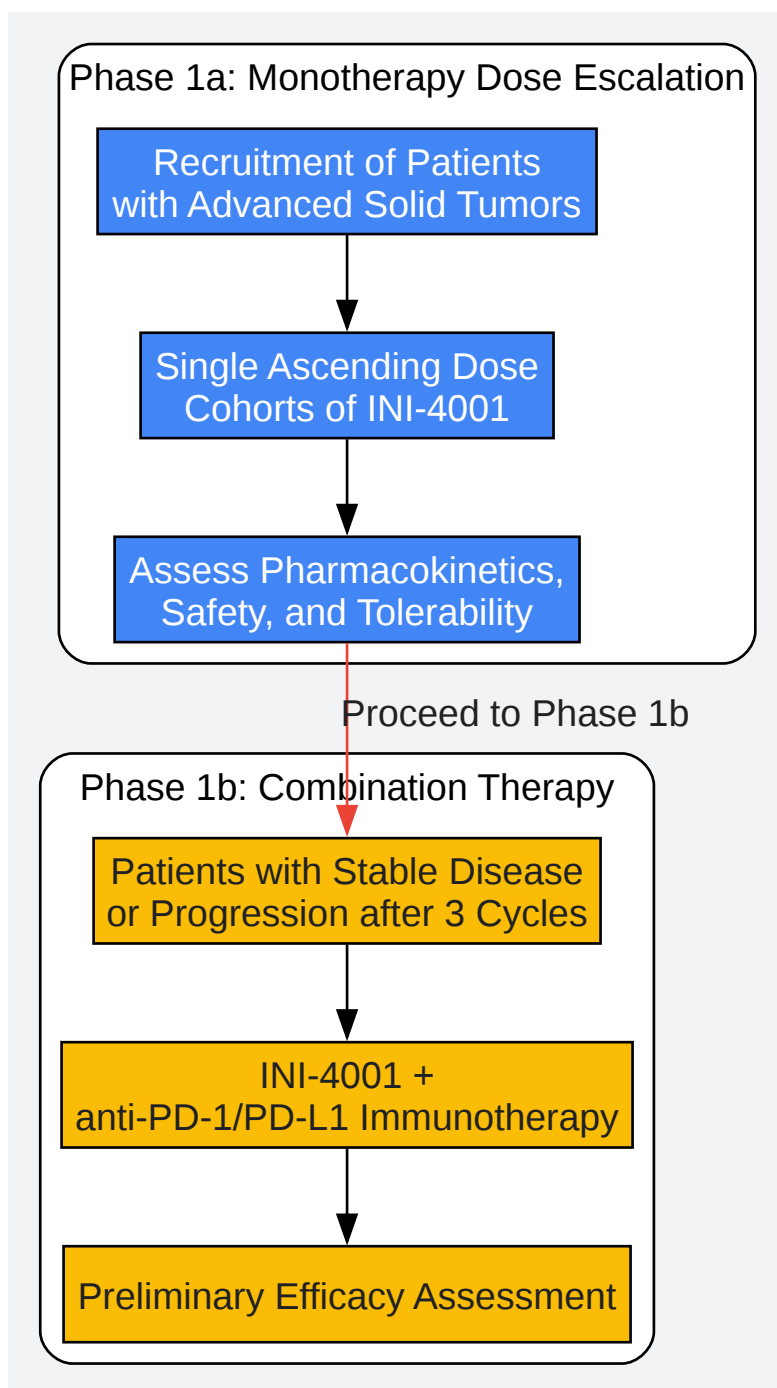 Phase 1a: Monotherapy Dose Escalation
Recruitment of Patients
with Advanced Solid Tumors
Single Ascending Dose
Cohorts of INI-4001
Assess Pharmacokinetics,
Safety, and Tolerability
Proceed to Phase 1b
Phase 1b: Combination Therapy
Patients with Stable Disease
or Progression after 3 Cycles
INI-4001 +
anti-PD-1/PD-L1 Immunotherapy
Preliminary Efficacy Assessment